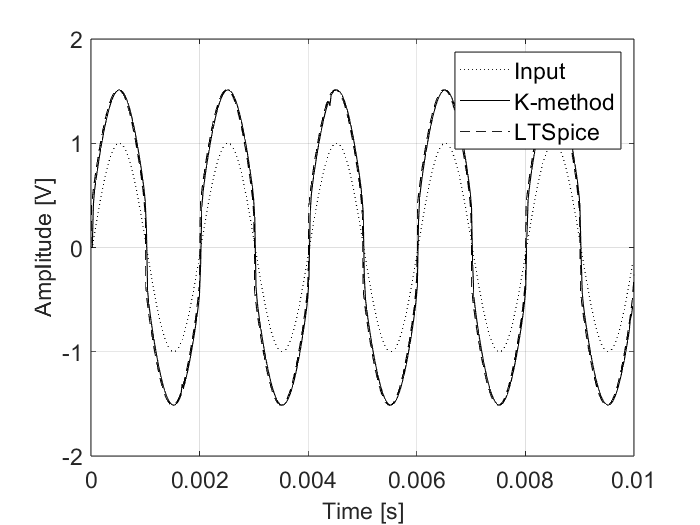 2
Input
K-method
LTSpice
1
0
-1
-2
Amplitude [V]
0 0.002 0.004 0.006 0.008 0.01
Time [s]